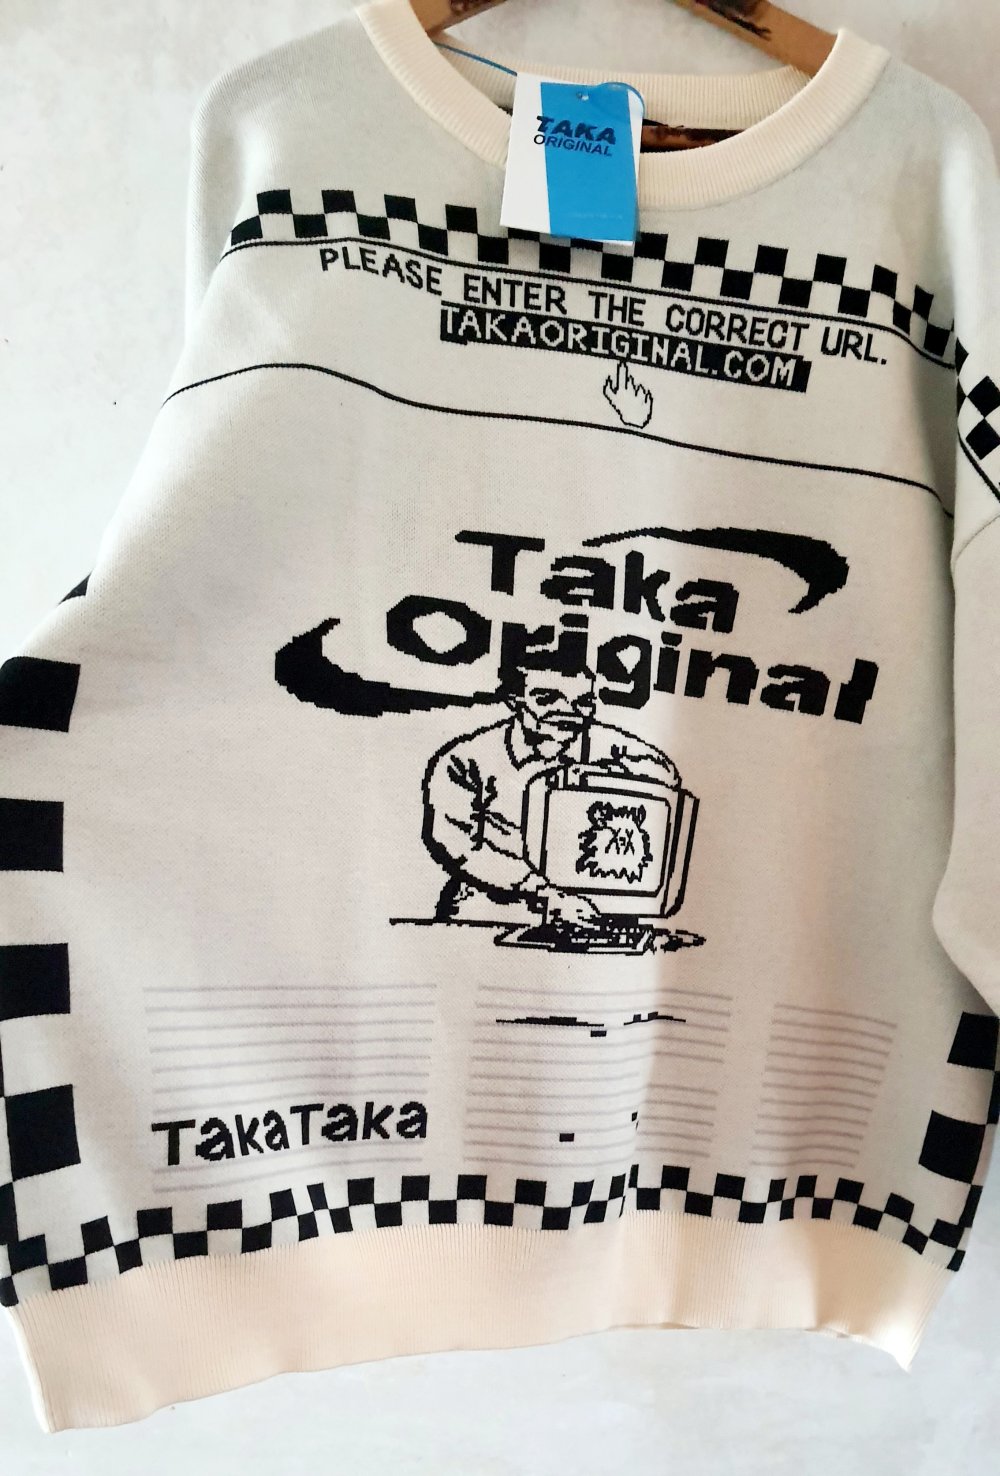 TAKA
ORIGINAL
PLEASE ENTER THE CORRECT URL.
TAKAORIGINAL.COM
Taka
Original
X-X
TakaTaka